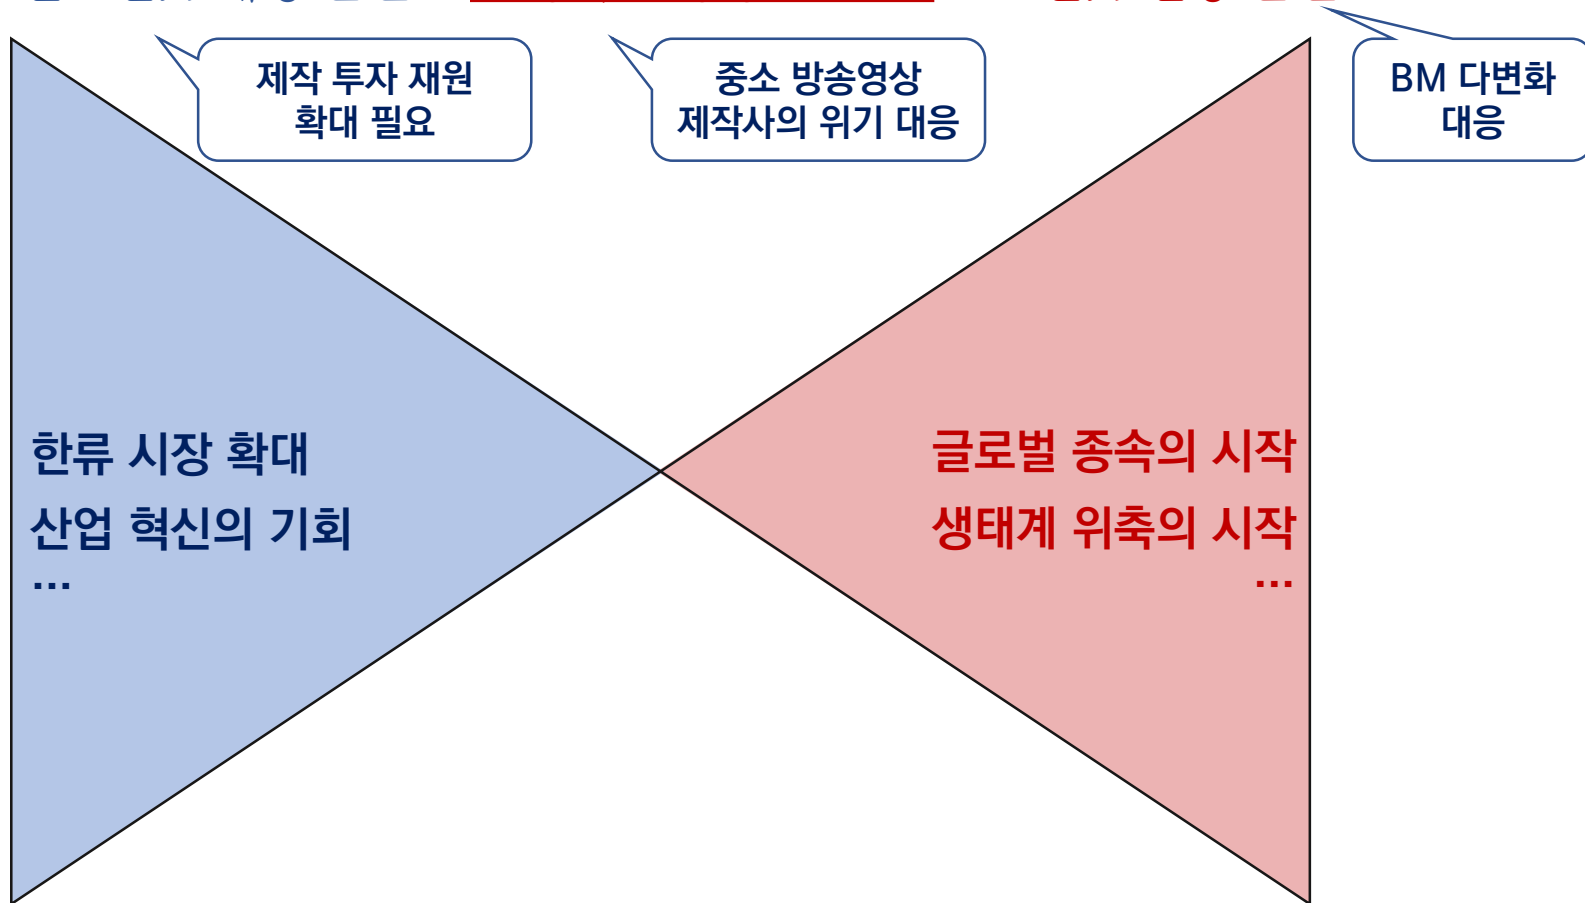 제작 투자 재원
확대 필요
중소 방송영상
제작사의 위기 대응
BM 다변화
대응
한류 시장 확대
산업 혁신의 기회
...
글로벌 종속의 시작
생태계 위축의 시작
...